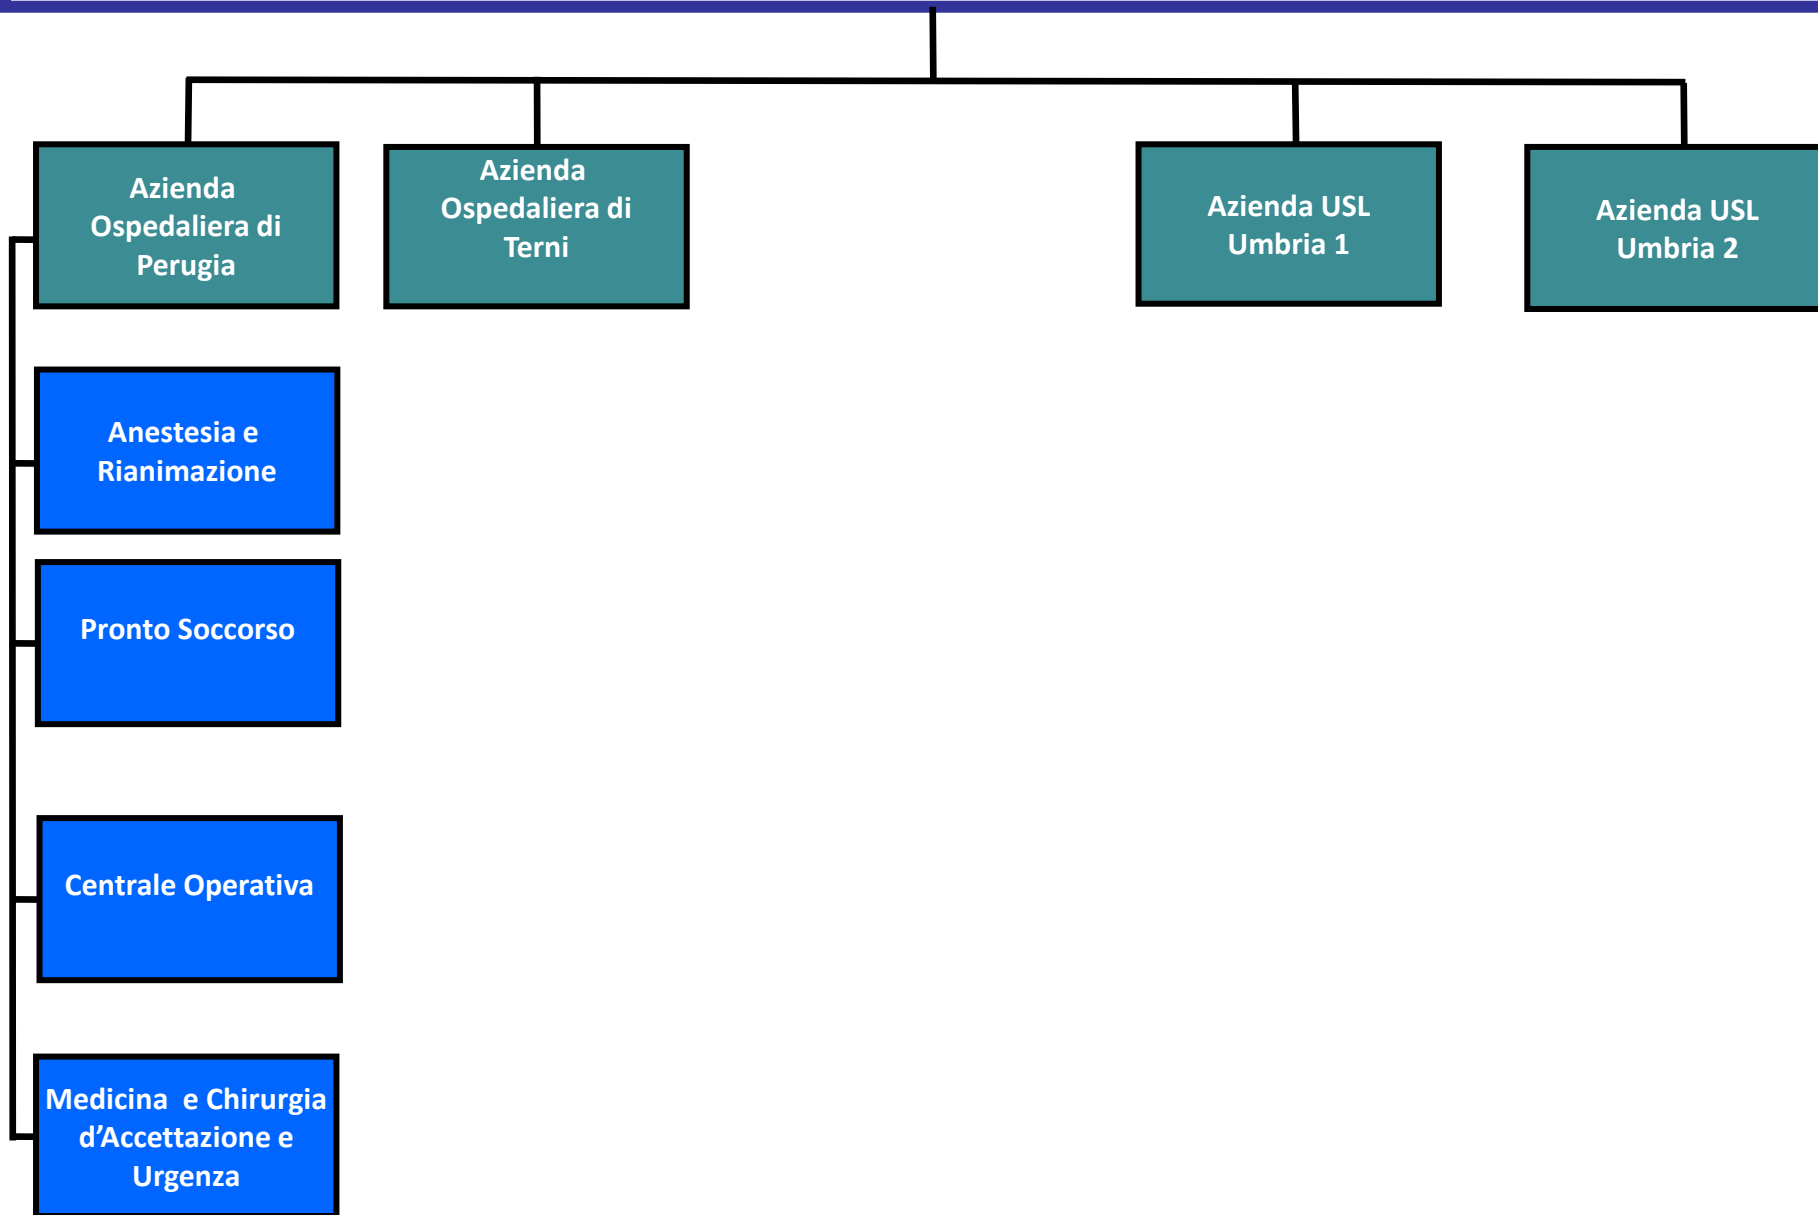 Azienda
Ospedaliera di
Perugia
Azienda
Ospedaliera di
Terni
Azienda USL
Umbria 1
Azienda USL
Umbria 2
Anestesia e
Rianimazione
Pronto Soccorso
Centrale Operativa
Medicina  e Chirurgia
d’Accettazione e
Urgenza